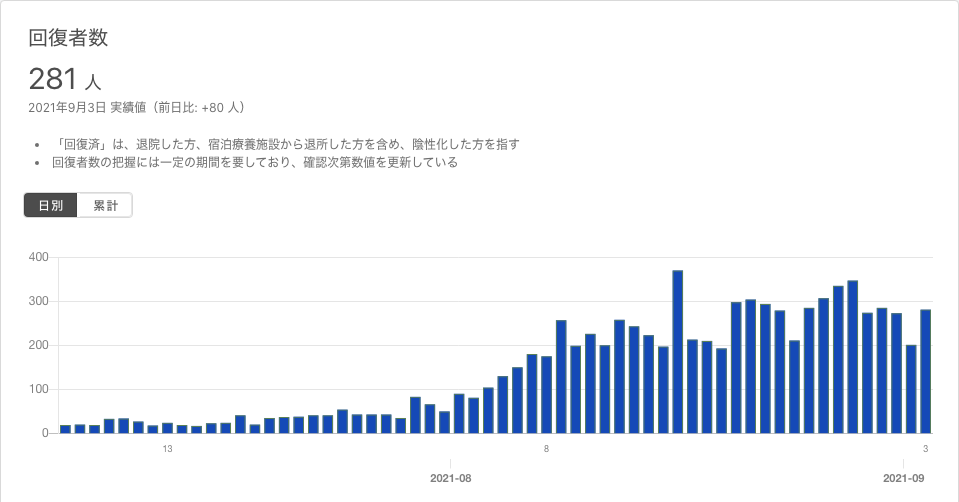 回復者数
281 人
2021年9月3日 実績値（前日比: +80 人）
• 「回復済」は、退院した方、宿泊療養施設から退所した方を含め、陰性化した方を指す
• 回復者数の把握には一定の期間を要しており、確認次第数値を更新している
日別 累計
400
300
200
100
0
13 8 3
2021-08 2021-09